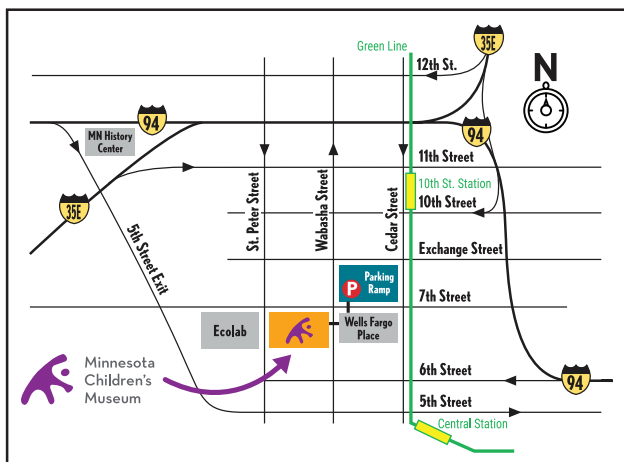 Green Line
35E
12th St.
N
94
MN History
Center
94
11th Street
10th St. Station
10th Street
35E
5th Street Exit
St. Peter Street
Wabasha Street
Cedar Street
Exchange Street
P
Parking
Ramp
7th Street
Ecolab
Wells Fargo
Place
Minnesota
Children's
Museum
6th Street
94
5th Street
Central Station